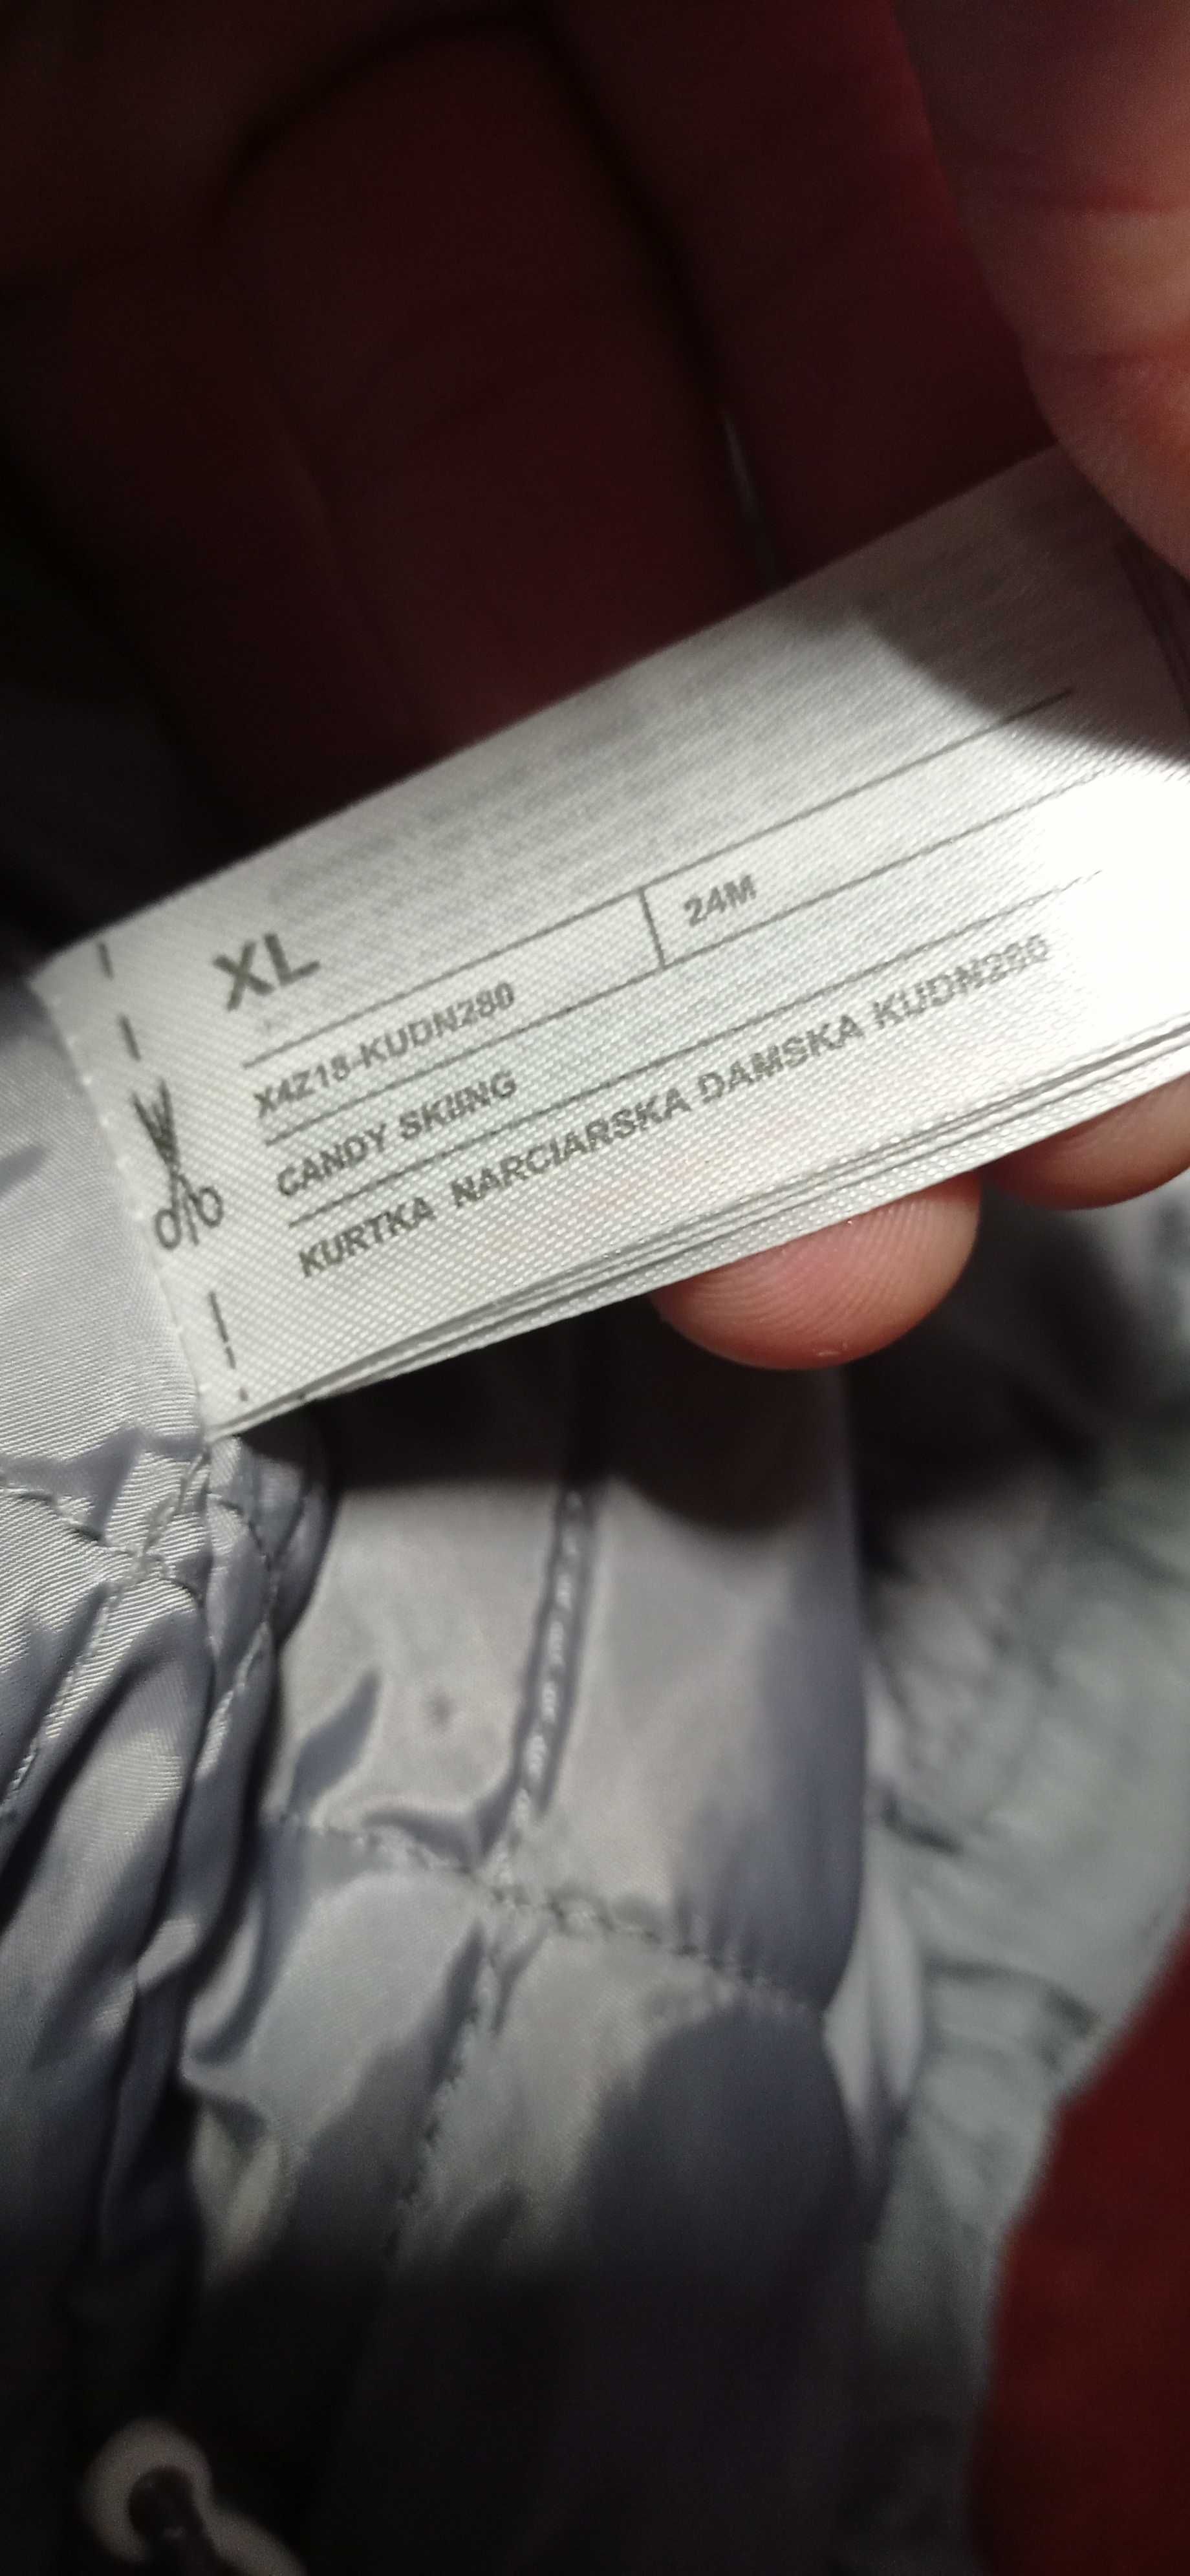 XL
X4Z18-KUDN280 24M
CANDY SKIING
KURTKA NARCIARSKA DAMSKA KUDN280